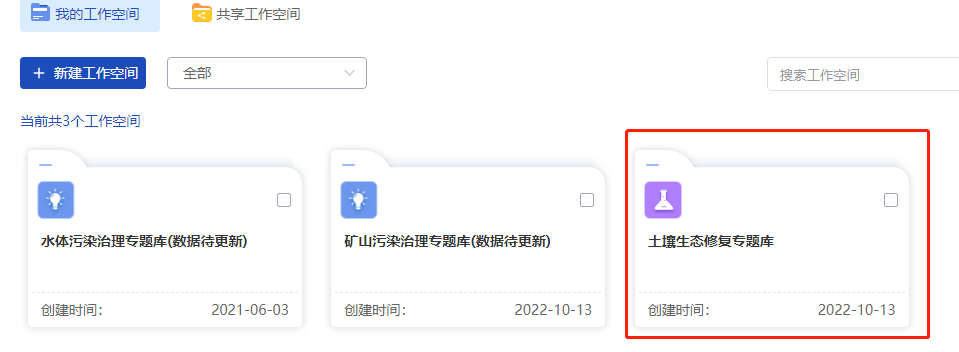 我的工作空间 共享工作空间
新建工作空间 全部 搜索工作空间
当前共3个工作空间
水体污染治理专题库(数据待更新) 矿山污染治理专题库(数据待更新) 土壤生态修复专题库
创建时间： 2021-06-03 创建时间： 2022-10-13 创建时间： 2022-10-13